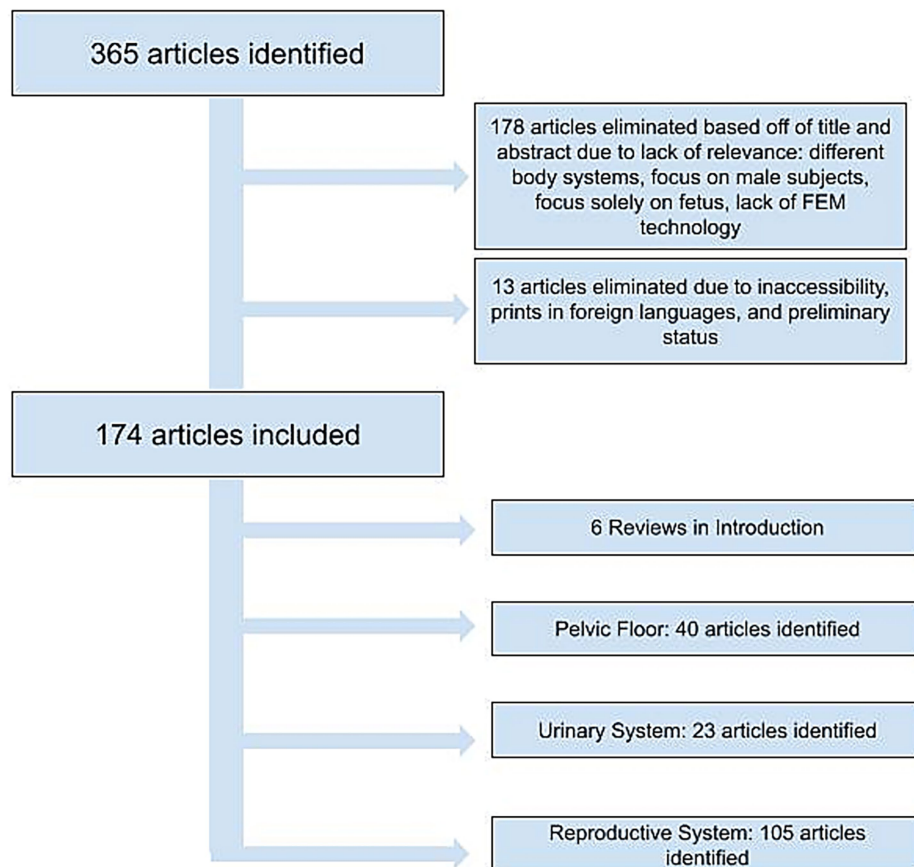 365 articles identified
178 articles eliminated based off of title and
abstract due to lack of relevance: different
body systems, focus on male subjects,
focus solely on fetus, lack of FEM
technology
13 articles eliminated due to inaccessibility,
prints in foreign languages, and preliminary
status
174 articles included
6 Reviews in Introduction
Pelvic Floor: 40 articles identified
Urinary System: 23 articles identified
Reproductive System: 105 articles
identified